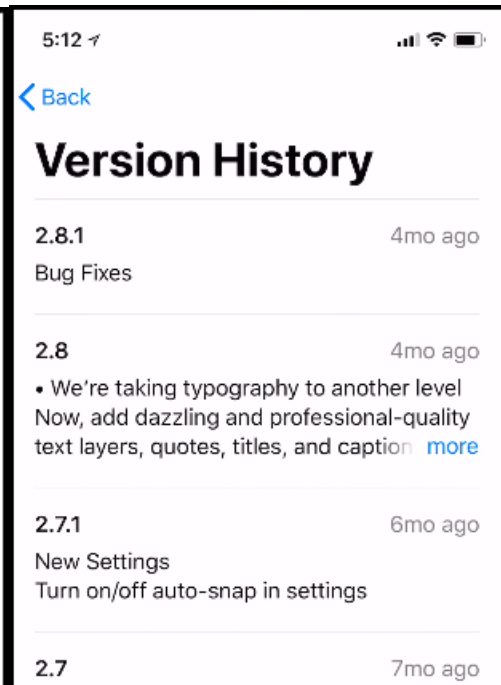 5:12
Back
Version History
2.8.1 4mo ago
Bug Fixes
2.8 4mo ago
• We're taking typography to another level
Now, add dazzling and professional-quality
text layers, quotes, titles, and caption more
2.7.1 6mo ago
New Settings
Turn on/off auto-snap in settings
2.7 7mo ago